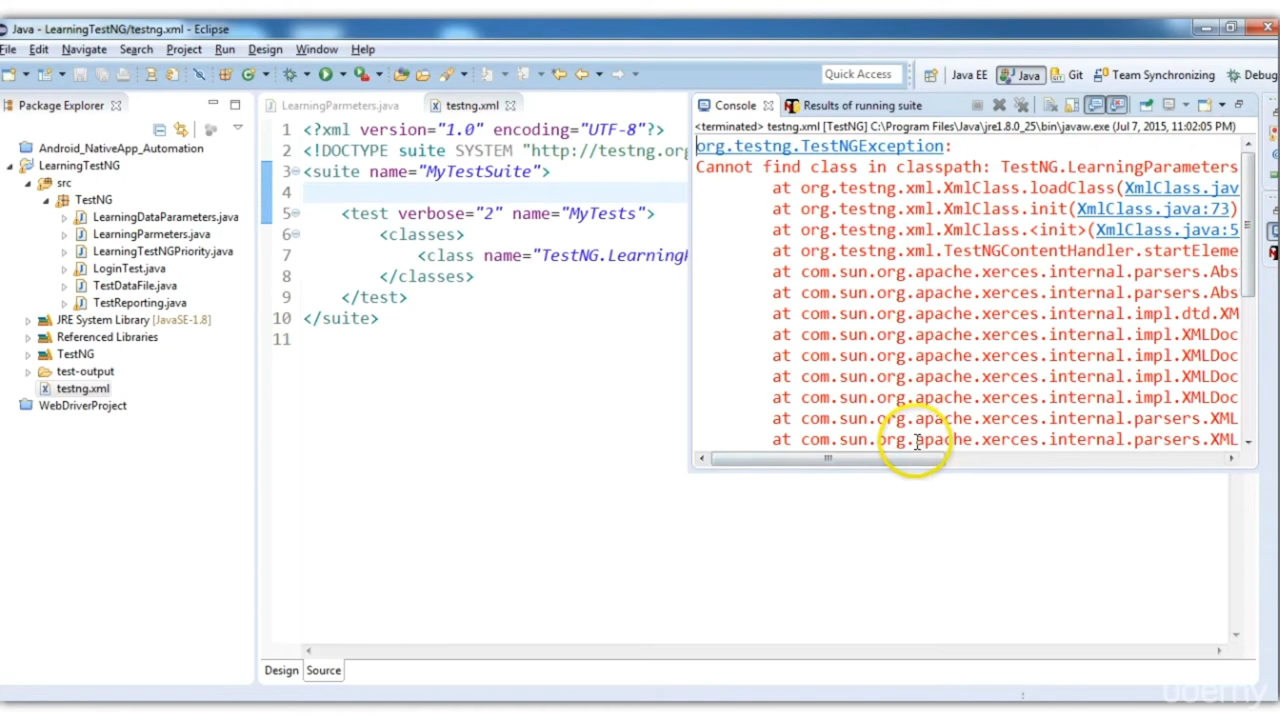 Java - LearningTestNG/testng.xml - Eclipse
File Edit Navigate Search Project Run Design Window Help
Quick Access
Java EE
Java
Git
Team Synchronizing
Debug
Package Explorer
Android_NativeApp_Automation
LearningTestNG
src
TestNG
LearningDataParameters.java
LearningParmeters.java
LearningTestNGPriority.java
LoginTest.java
TestDataFile.java
TestReporting.java
JRE System Library [JavaSE-1.8]
Referenced Libraries
TestNG
test-output
testng.xml
WebDriverProject
LearningParmeters.java
testng.xml
1 <?xml version="1.0" encoding="UTF-8"?>
2 <!DOCTYPE suite SYSTEM "http://testng.org
3 <suite name="MyTestSuite">
4
5 <test verbose="2" name="MyTests">
6 <classes>
7 <class name="TestNG.Learning
8 </classes>
9 </test>
10 </suite>
11
Design
Source
Console
Results of running suite
<terminated> testng.xml [TestNG] C:\Program Files\Java\jre1.8.0_25\bin\javaw.exe (Jul 7, 2015, 11:02:05 PM)
org.testng.TestNGException:
Cannot find class in classpath: TestNG.LearningParameters
at org.testng.xml.XmlClass.loadClass(XmlClass.jav
at org.testng.xml.XmlClass.init(XmlClass.java:73)
at org.testng.xml.XmlClass.<init>(XmlClass.java:5
at org.testng.xml.TestNGContentHandler.startEleme
at com.sun.org.apache.xerces.internal.parsers.Abs
at com.sun.org.apache.xerces.internal.parsers.Abs
at com.sun.org.apache.xerces.internal.impl.dtd.XM
at com.sun.org.apache.xerces.internal.impl.XMLDoc
at com.sun.org.apache.xerces.internal.impl.XMLDoc
at com.sun.org.apache.xerces.internal.impl.XMLDoc
at com.sun.org.apache.xerces.internal.impl.XMLDoc
at com.sun.org.apache.xerces.internal.parsers.XML
at com.sun.org.apache.xerces.internal.parsers.XML
udemy